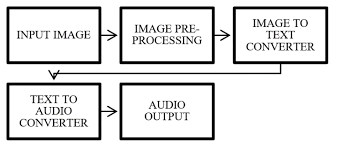 INPUT IMAGE
IMAGE PRE-
PROCESSING
IMAGE TO
TEXT
CONVERTER
TEXT TO
AUDIO
CONVERTER
AUDIO
OUTPUT